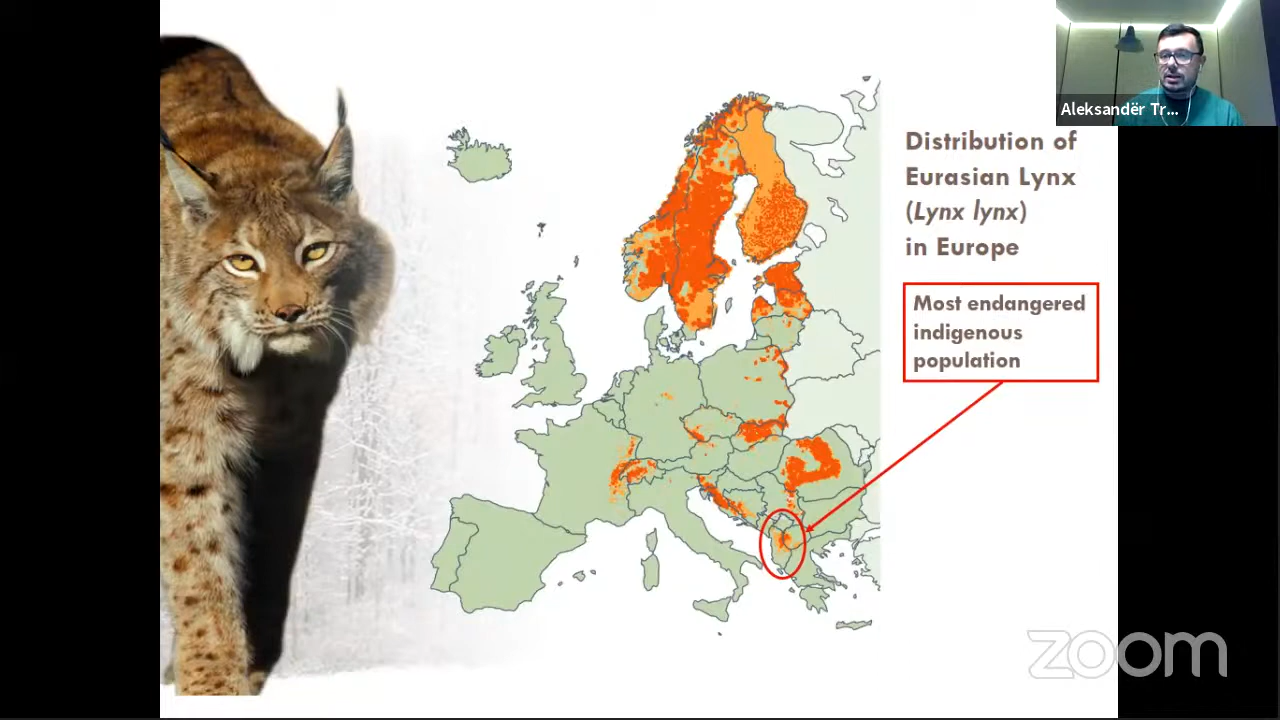 Aleksandër Tr...
Distribution of
Eurasian Lynx
(Lynx lynx)
in Europe
Most endangered
indigenous
population
zoom